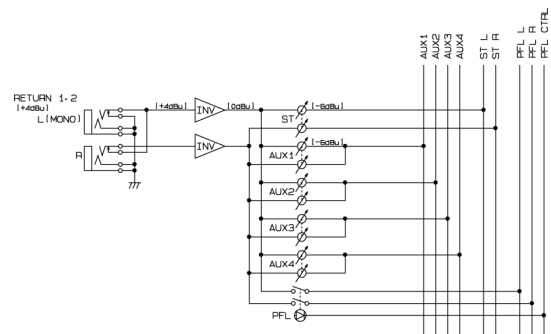 AUX1
AUX2
AUX3
AUX4
ST L
ST R
PFL L
PFL R
PFL CTRL
RETURN 1·2
[+4dBu]
L(MONO)
R
[+4dBu]
INV
[0dBu]
[-6dBu]
ST
INV
[-6dBu]
AUX1
AUX2
AUX3
AUX4
PFL